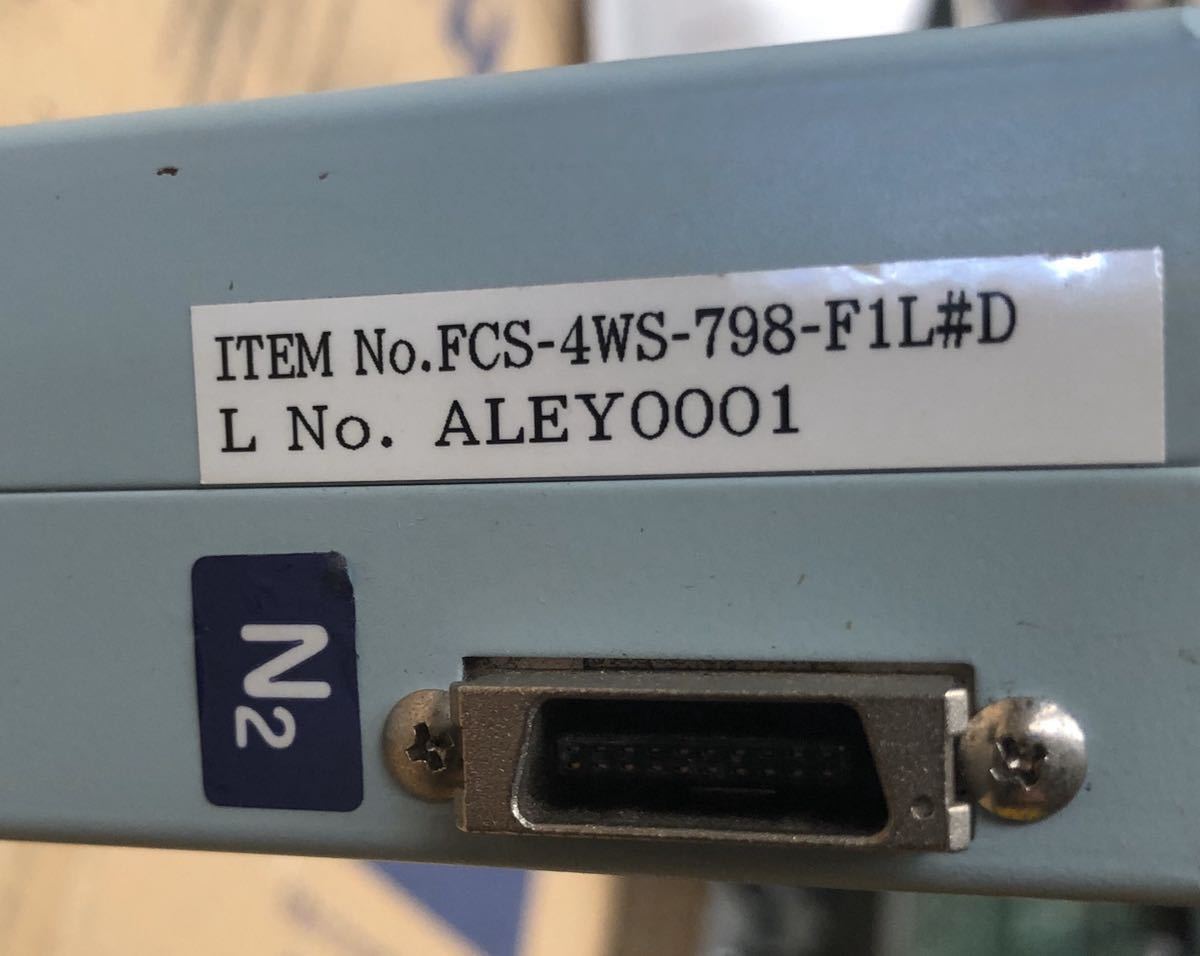 ITEM No.FCS-4WS-798-F1L#D
L No. ALEY0001
N2